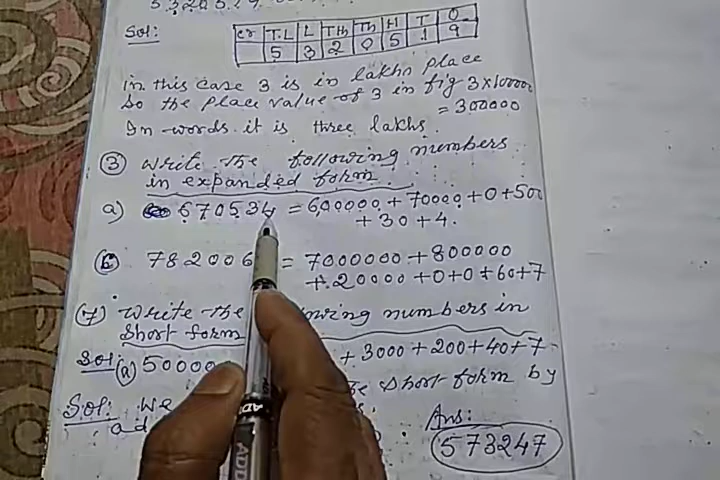 Sol:
Cr T.L L T.Th Th H T O
5 3 2 0 5 1 9
in this case 3 is in lakhs place
So the place value of 3 in fig 3×100000
= 300000
In words it is three lakhs.
③ Write the following numbers
in expanded form.
a) 670534 = 600000 + 70000 + 0 + 500
+ 30 + 4.
(b) 782006 = 7000000 + 800000
+ 20000 + 0 + 0 + 60 + 7
Write the numbers in
short form
Sol (a) 50000 + 3000 + 200 + 40 + 7
Sol: We short form by
ad
Ans:
573247